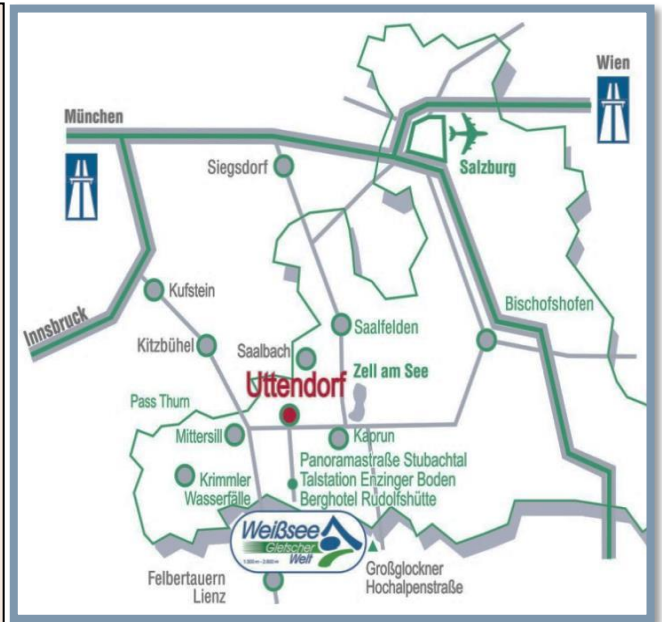 Wien
München
Siegsdorf
Salzburg
Kufstein
Innsbruck
Bischofshofen
Saalfelden
Kitzbühel
Saalbach
Zell am See
Uttendorf
Pass Thurn
Mittersill
Kaprun
Panoramastraße Stubachtal
Talstation Enzinger Boden
Berghotel Rudolfshütte
Krimmler
Wasserfälle
Weißsee
Gletscher
Welt
Großglockner
Hochalpenstraße
Felbertauern
Lienz